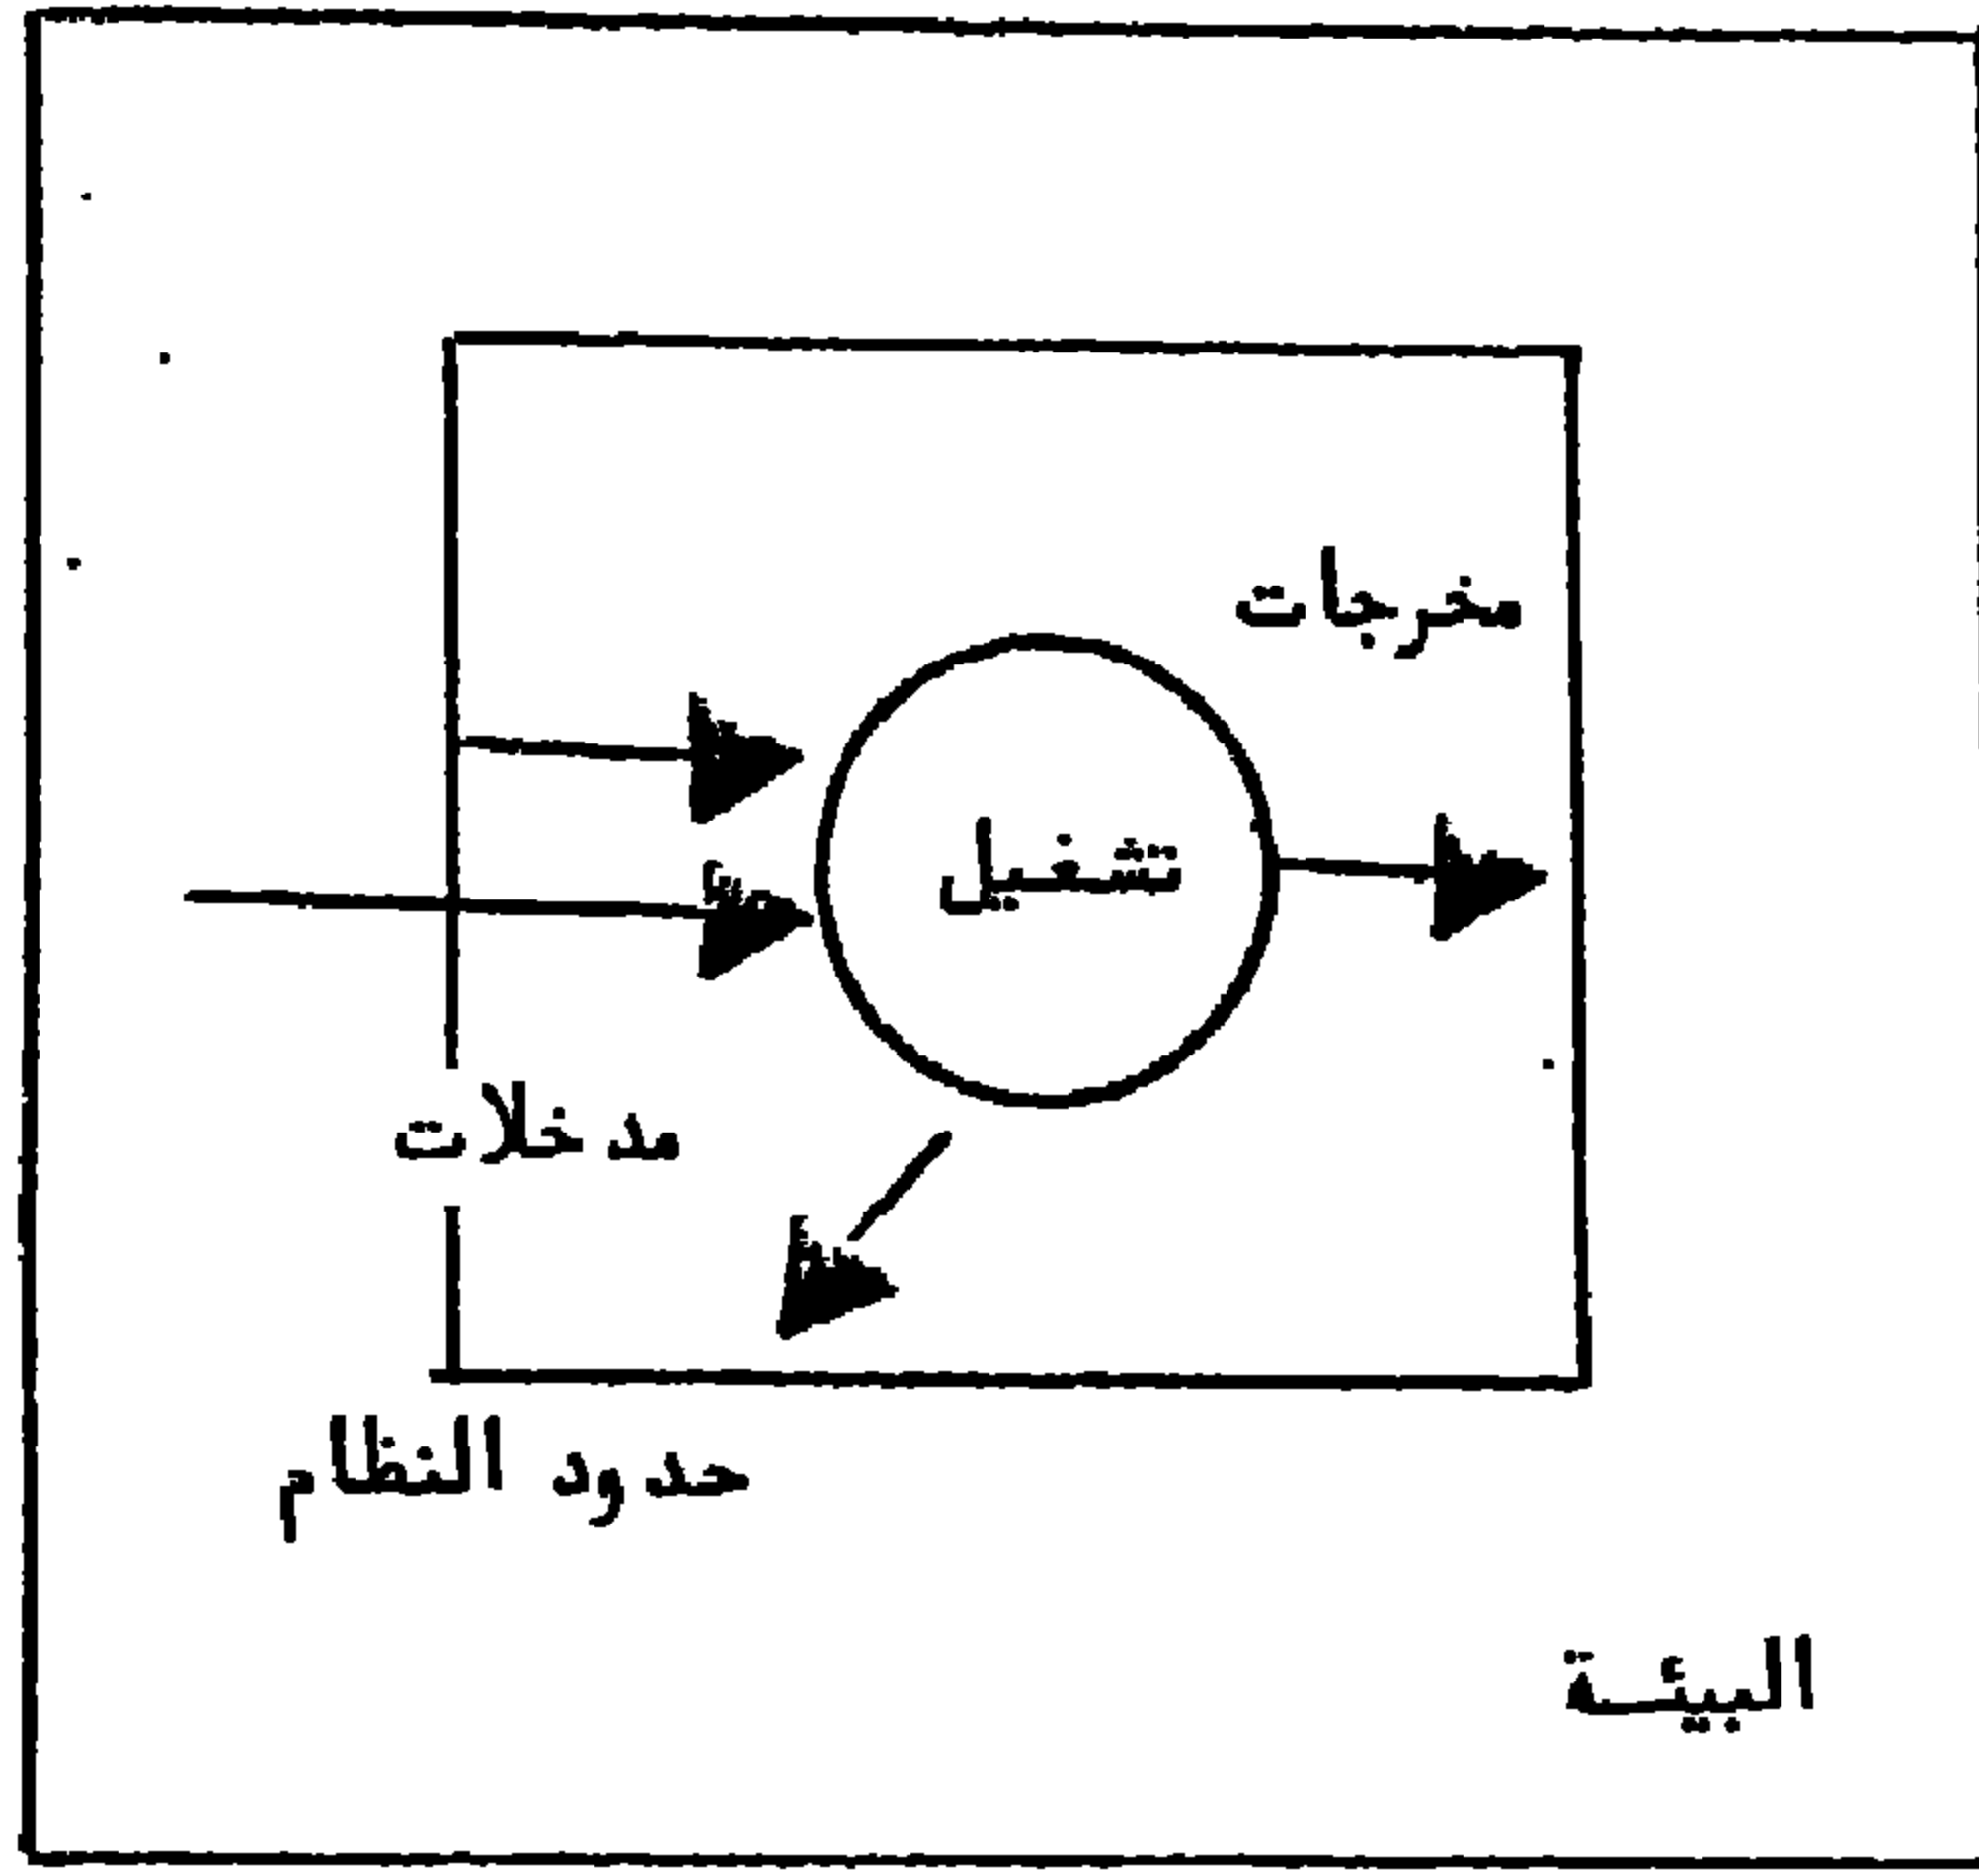 مخرجات
تشغيل
مدخلات
حدود النظام
البيئة